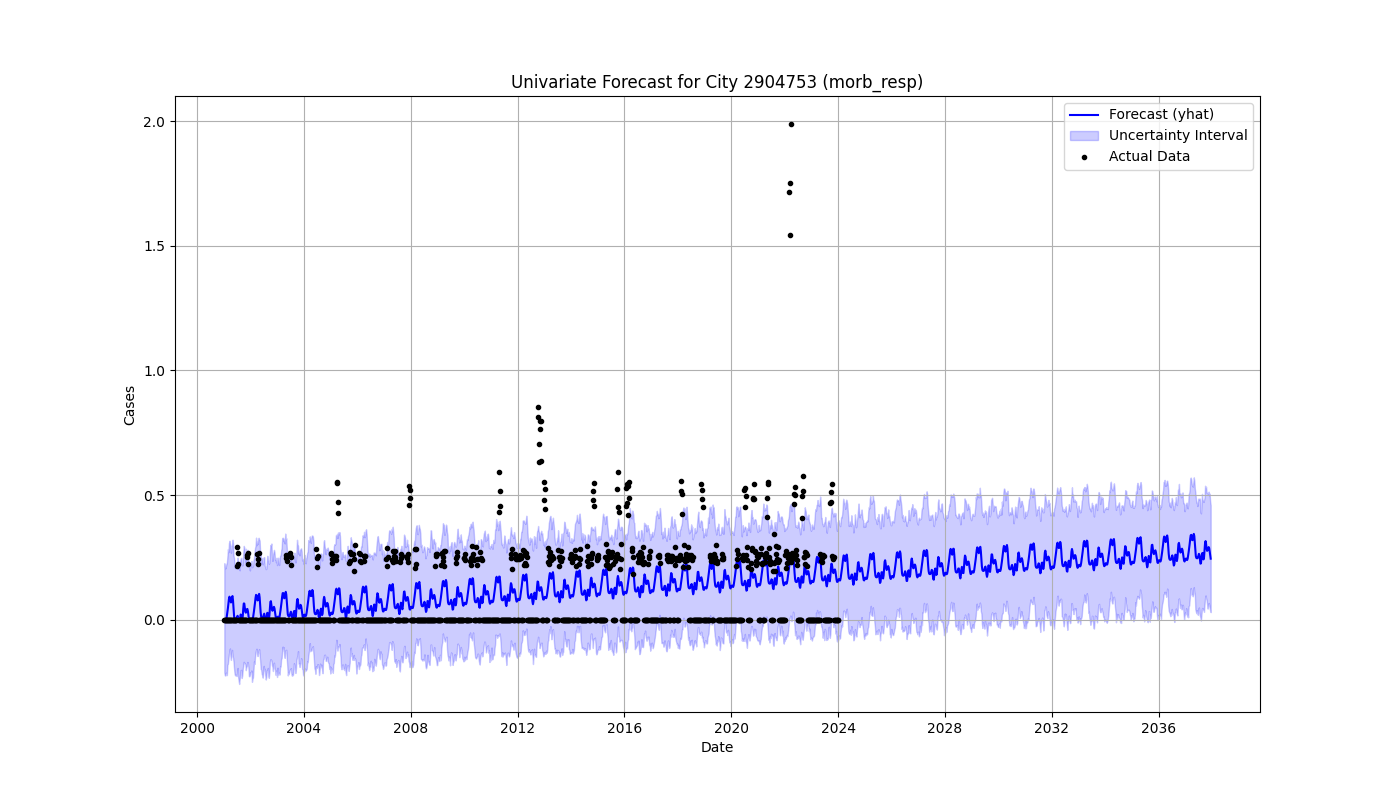 Univariate Forecast for City 2904753 (morb_resp)
Forecast (yhat)
Uncertainty Interval
Actual Data
2.0
1.5
1.0
0.5
0.0
Cases
2000 2004 2008 2012 2016 2020 2024 2028 2032 2036
Date